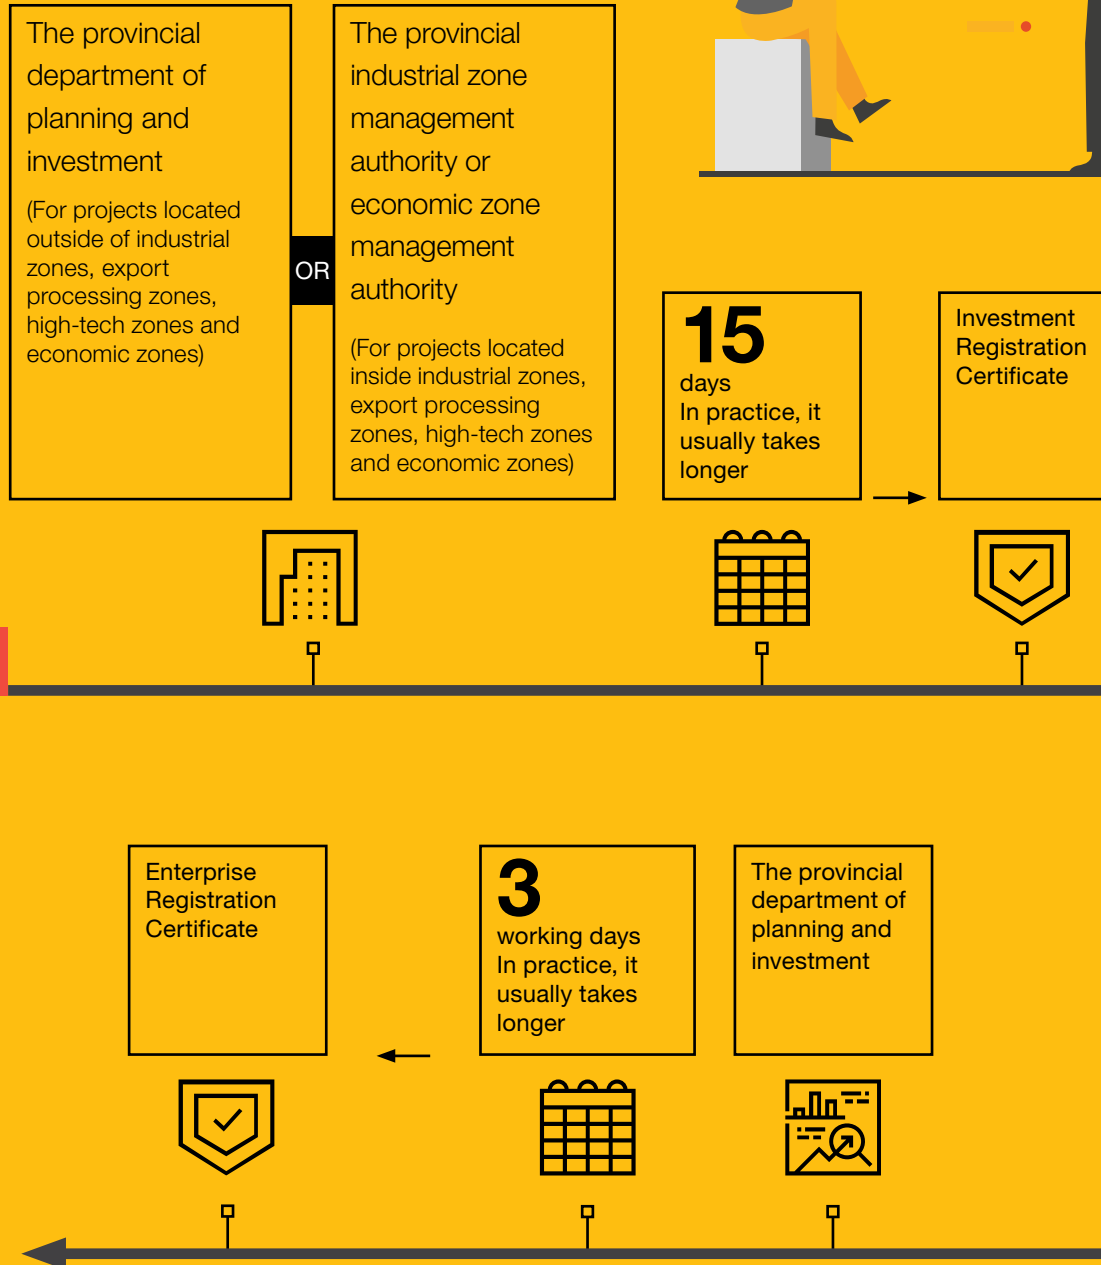 The provincial
department of
planning and
investment
(For projects located
outside of industrial
zones, export
processing zones,
high-tech zones and
economic zones)
OR
The provincial
industrial zone
management
authority or
economic zone
management
authority
(For projects located
inside industrial zones,
export processing
zones, high-tech zones
and economic zones)
15
days
In practice, it
usually takes
longer
Investment
Registration
Certificate
Enterprise
Registration
Certificate
3
working days
In practice, it
usually takes
longer
The provincial
department of
planning and
investment